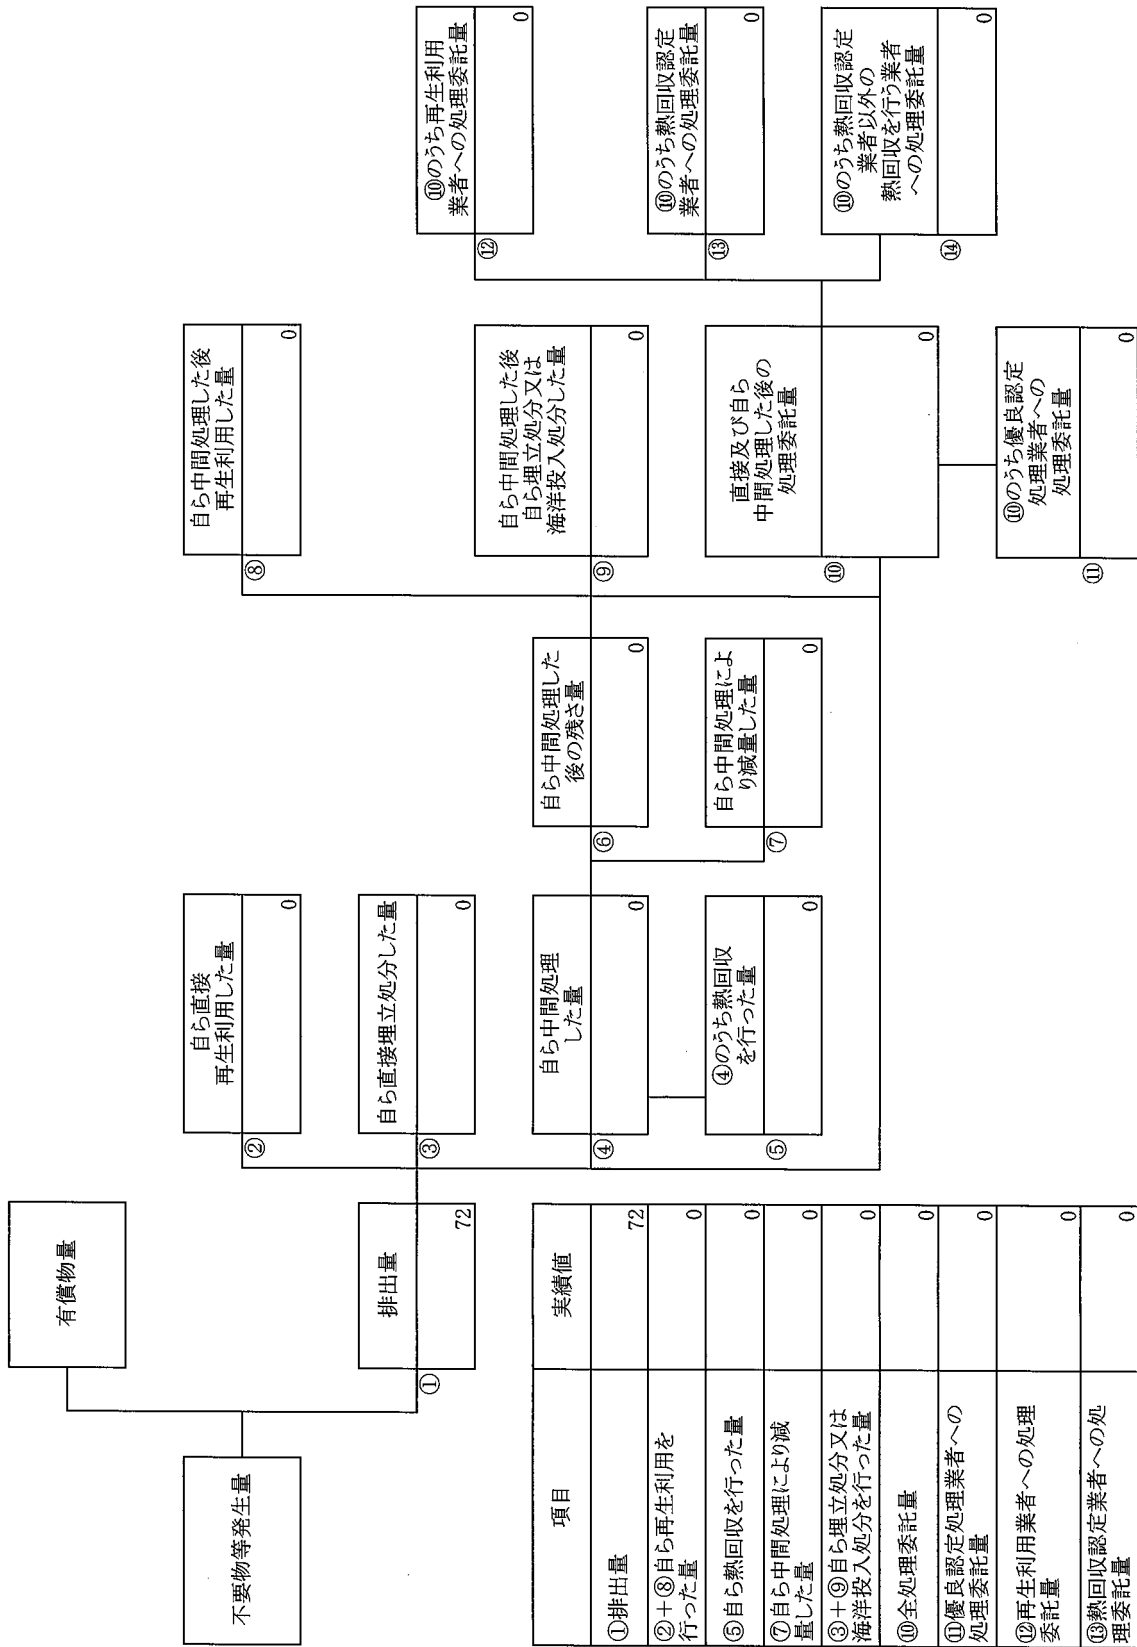 有償物量
不要物等発生量
排出量
①
72
自ら直接
再生利用した量
②
0
自ら直接埋立処分した量
③
0
自ら中間処理
した量
④
0
④のうち熱回収
を行った量
⑤
0
自ら中間処理した
後の残さ量
⑥
0
自ら中間処理によ
り減量した量
⑦
0
自ら中間処理した後
再生利用した量
⑧
0
自ら中間処理した後
自ら埋立処分又は
海洋投入処分した量
⑨
0
直接及び自ら
中間処理した後の
処理委託量
⑩
0
⑩のうち優良認定
処理業者への
処理委託量
⑪
0
⑩のうち再生利用
業者への処理委託量
⑫
0
⑩のうち熱回収認定
業者への処理委託量
⑬
0
⑩のうち熱回収認定
業者以外の
熱回収を行う業者
への処理委託量
⑭
0
項目 実績値
①排出量 72
②+⑧自ら再生利用を
行った量 0
⑤自ら熱回収を行った量 0
⑦自ら中間処理により減
量した量 0
③+⑨自ら埋立処分又は
海洋投入処分を行った量 0
⑩全処理委託量 0
⑪優良認定処理業者への
処理委託量 0
⑫再生利用業者への処理
委託量 0
⑬熱回収認定業者への処
理委託量 0